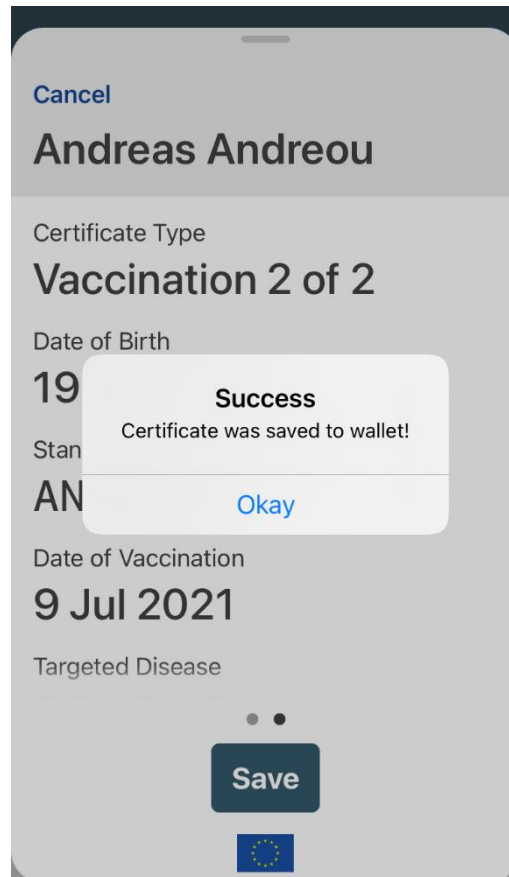 Cancel
Andreas Andreou
Certificate Type
Vaccination 2 of 2
Date of Birth
19
Success
Certificate was saved to wallet!
Stan
AN
Okay
Date of Vaccination
9 Jul 2021
Targeted Disease
Save